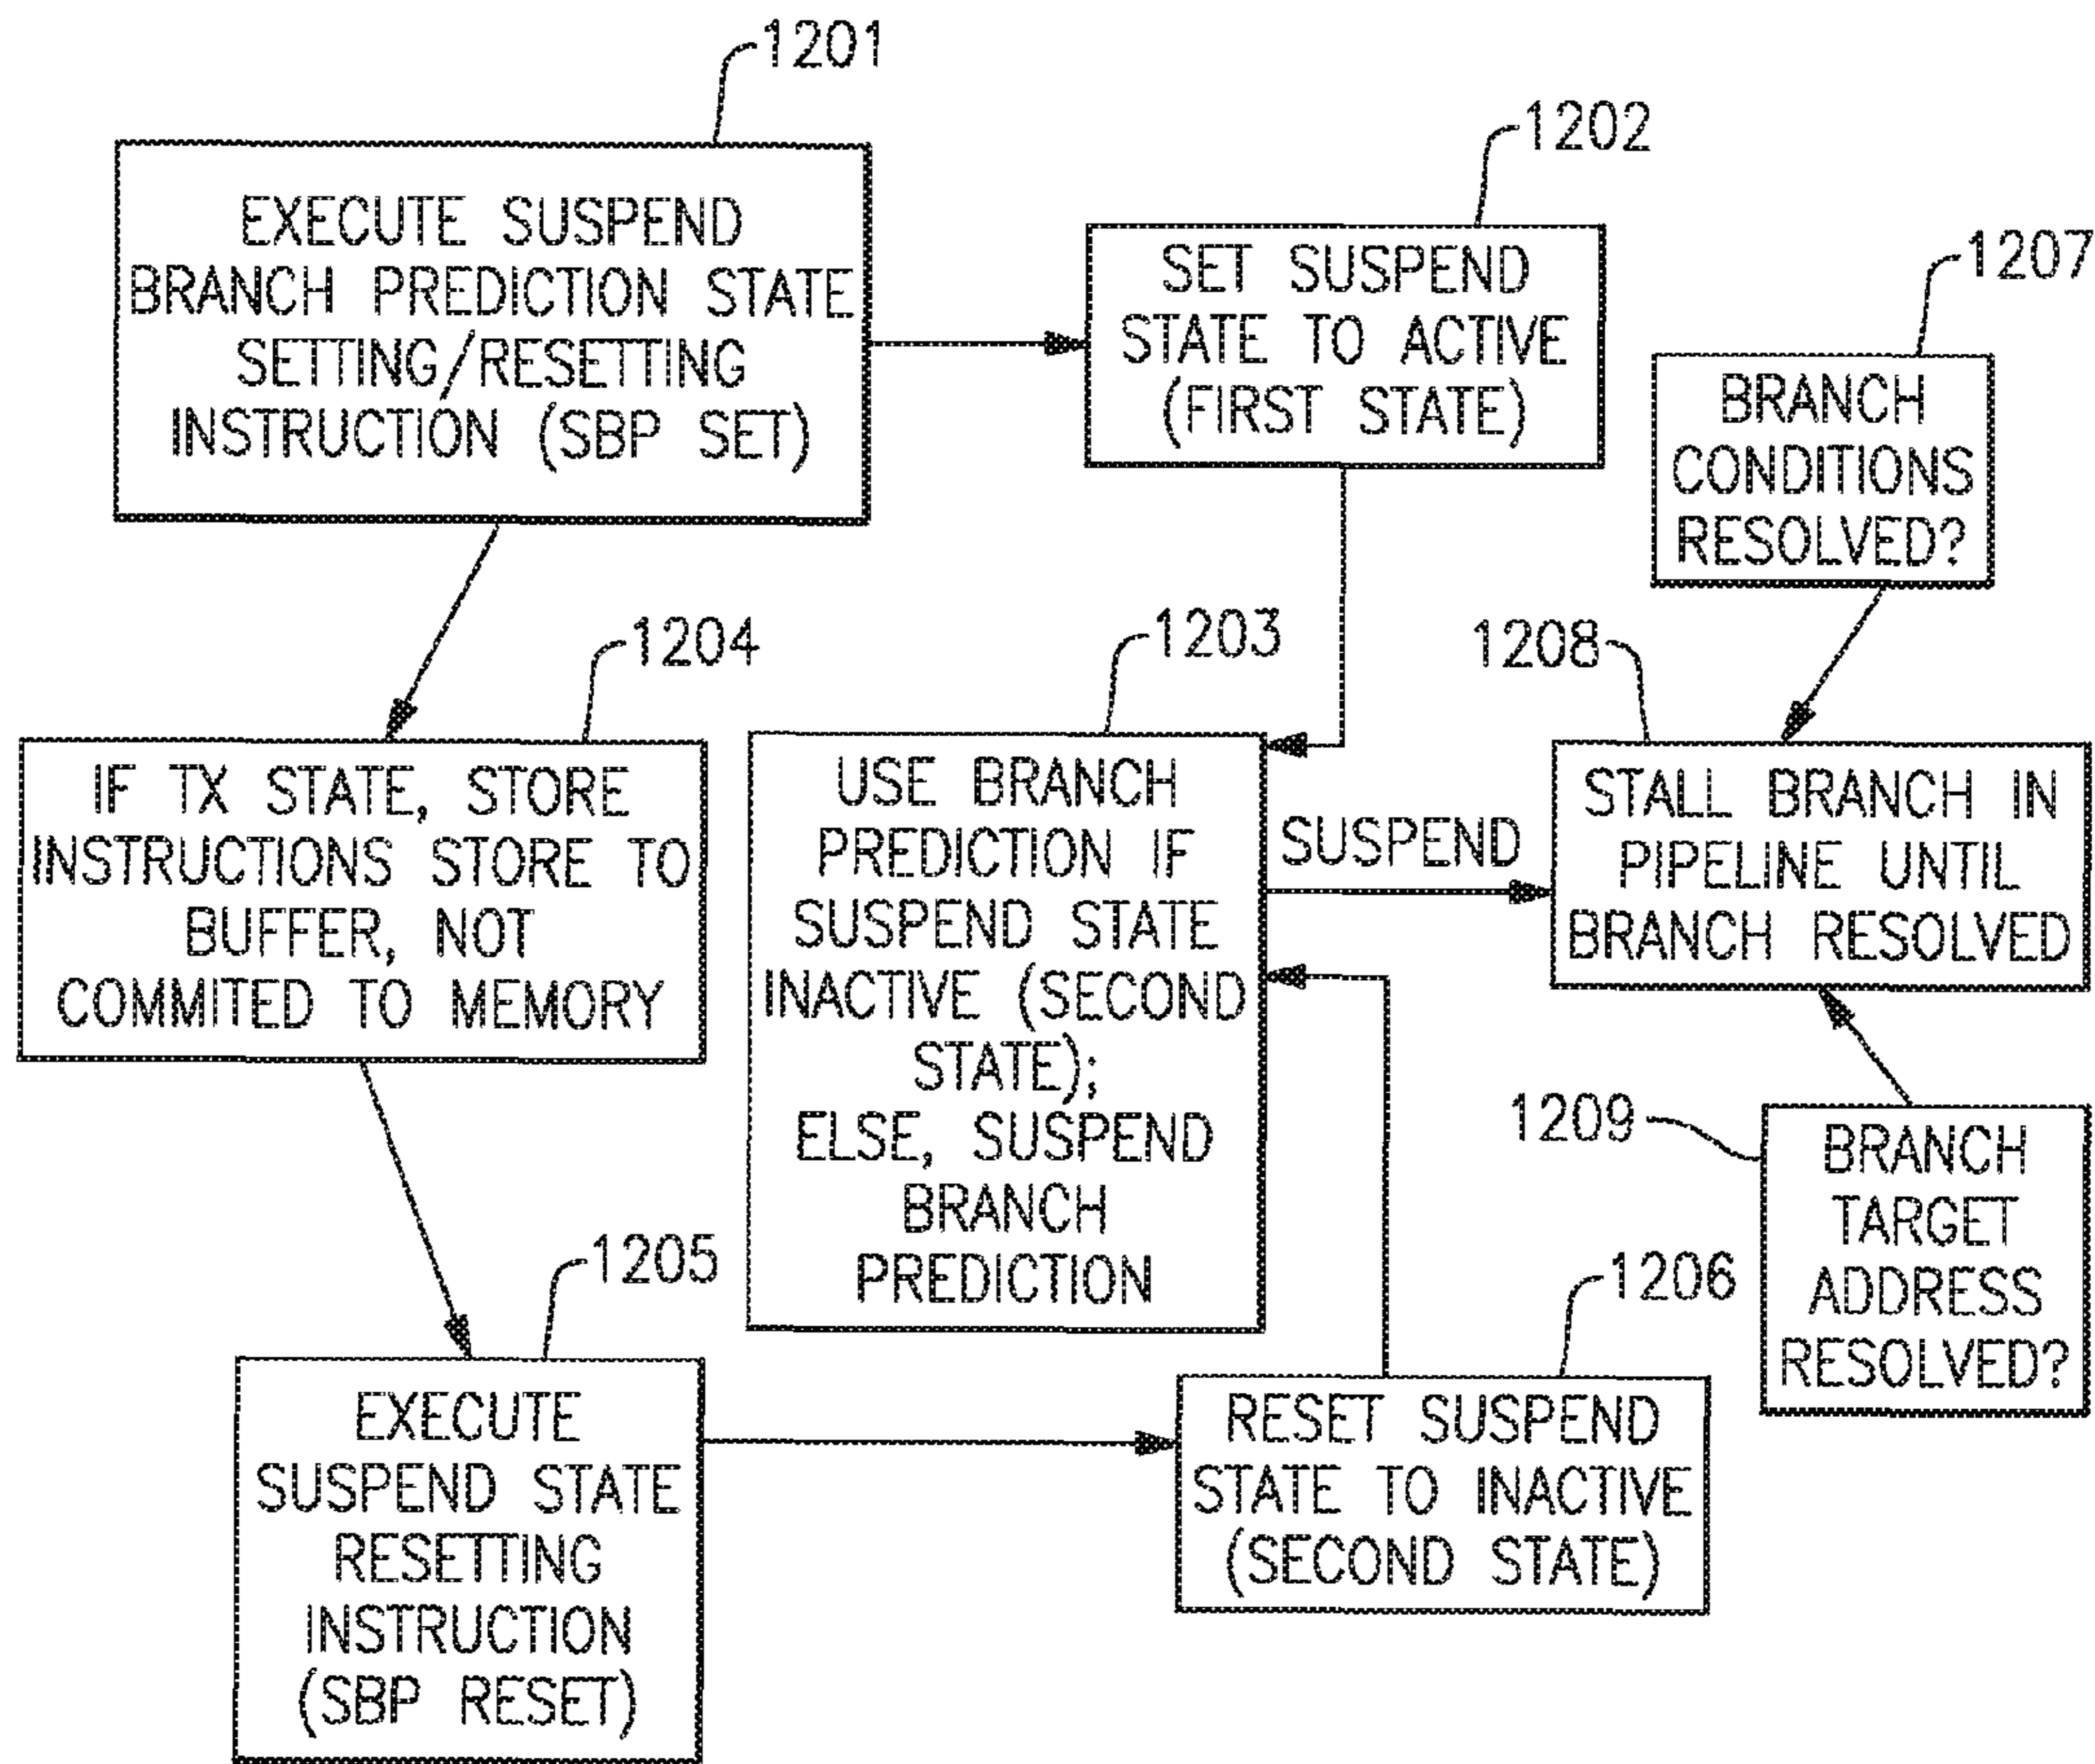 1201
EXECUTE SUSPEND
BRANCH PREDICTION STATE
SETTING/RESETTING
INSTRUCTION (SBP SET)
1202
SET SUSPEND
STATE TO ACTIVE
(FIRST STATE)
1207
BRANCH
CONDITIONS
RESOLVED?
1204
IF TX STATE, STORE
INSTRUCTIONS STORE TO
BUFFER, NOT
COMMITED TO MEMORY
1203
USE BRANCH
PREDICTION IF
SUSPEND STATE
INACTIVE (SECOND
STATE);
ELSE, SUSPEND
BRANCH
PREDICTION
SUSPEND
1208
STALL BRANCH IN
PIPELINE UNTIL
BRANCH RESOLVED
1209
BRANCH
TARGET
ADDRESS
RESOLVED?
1205
EXECUTE
SUSPEND STATE
RESETTING
INSTRUCTION
(SBP RESET)
1206
RESET SUSPEND
STATE TO INACTIVE
(SECOND STATE)